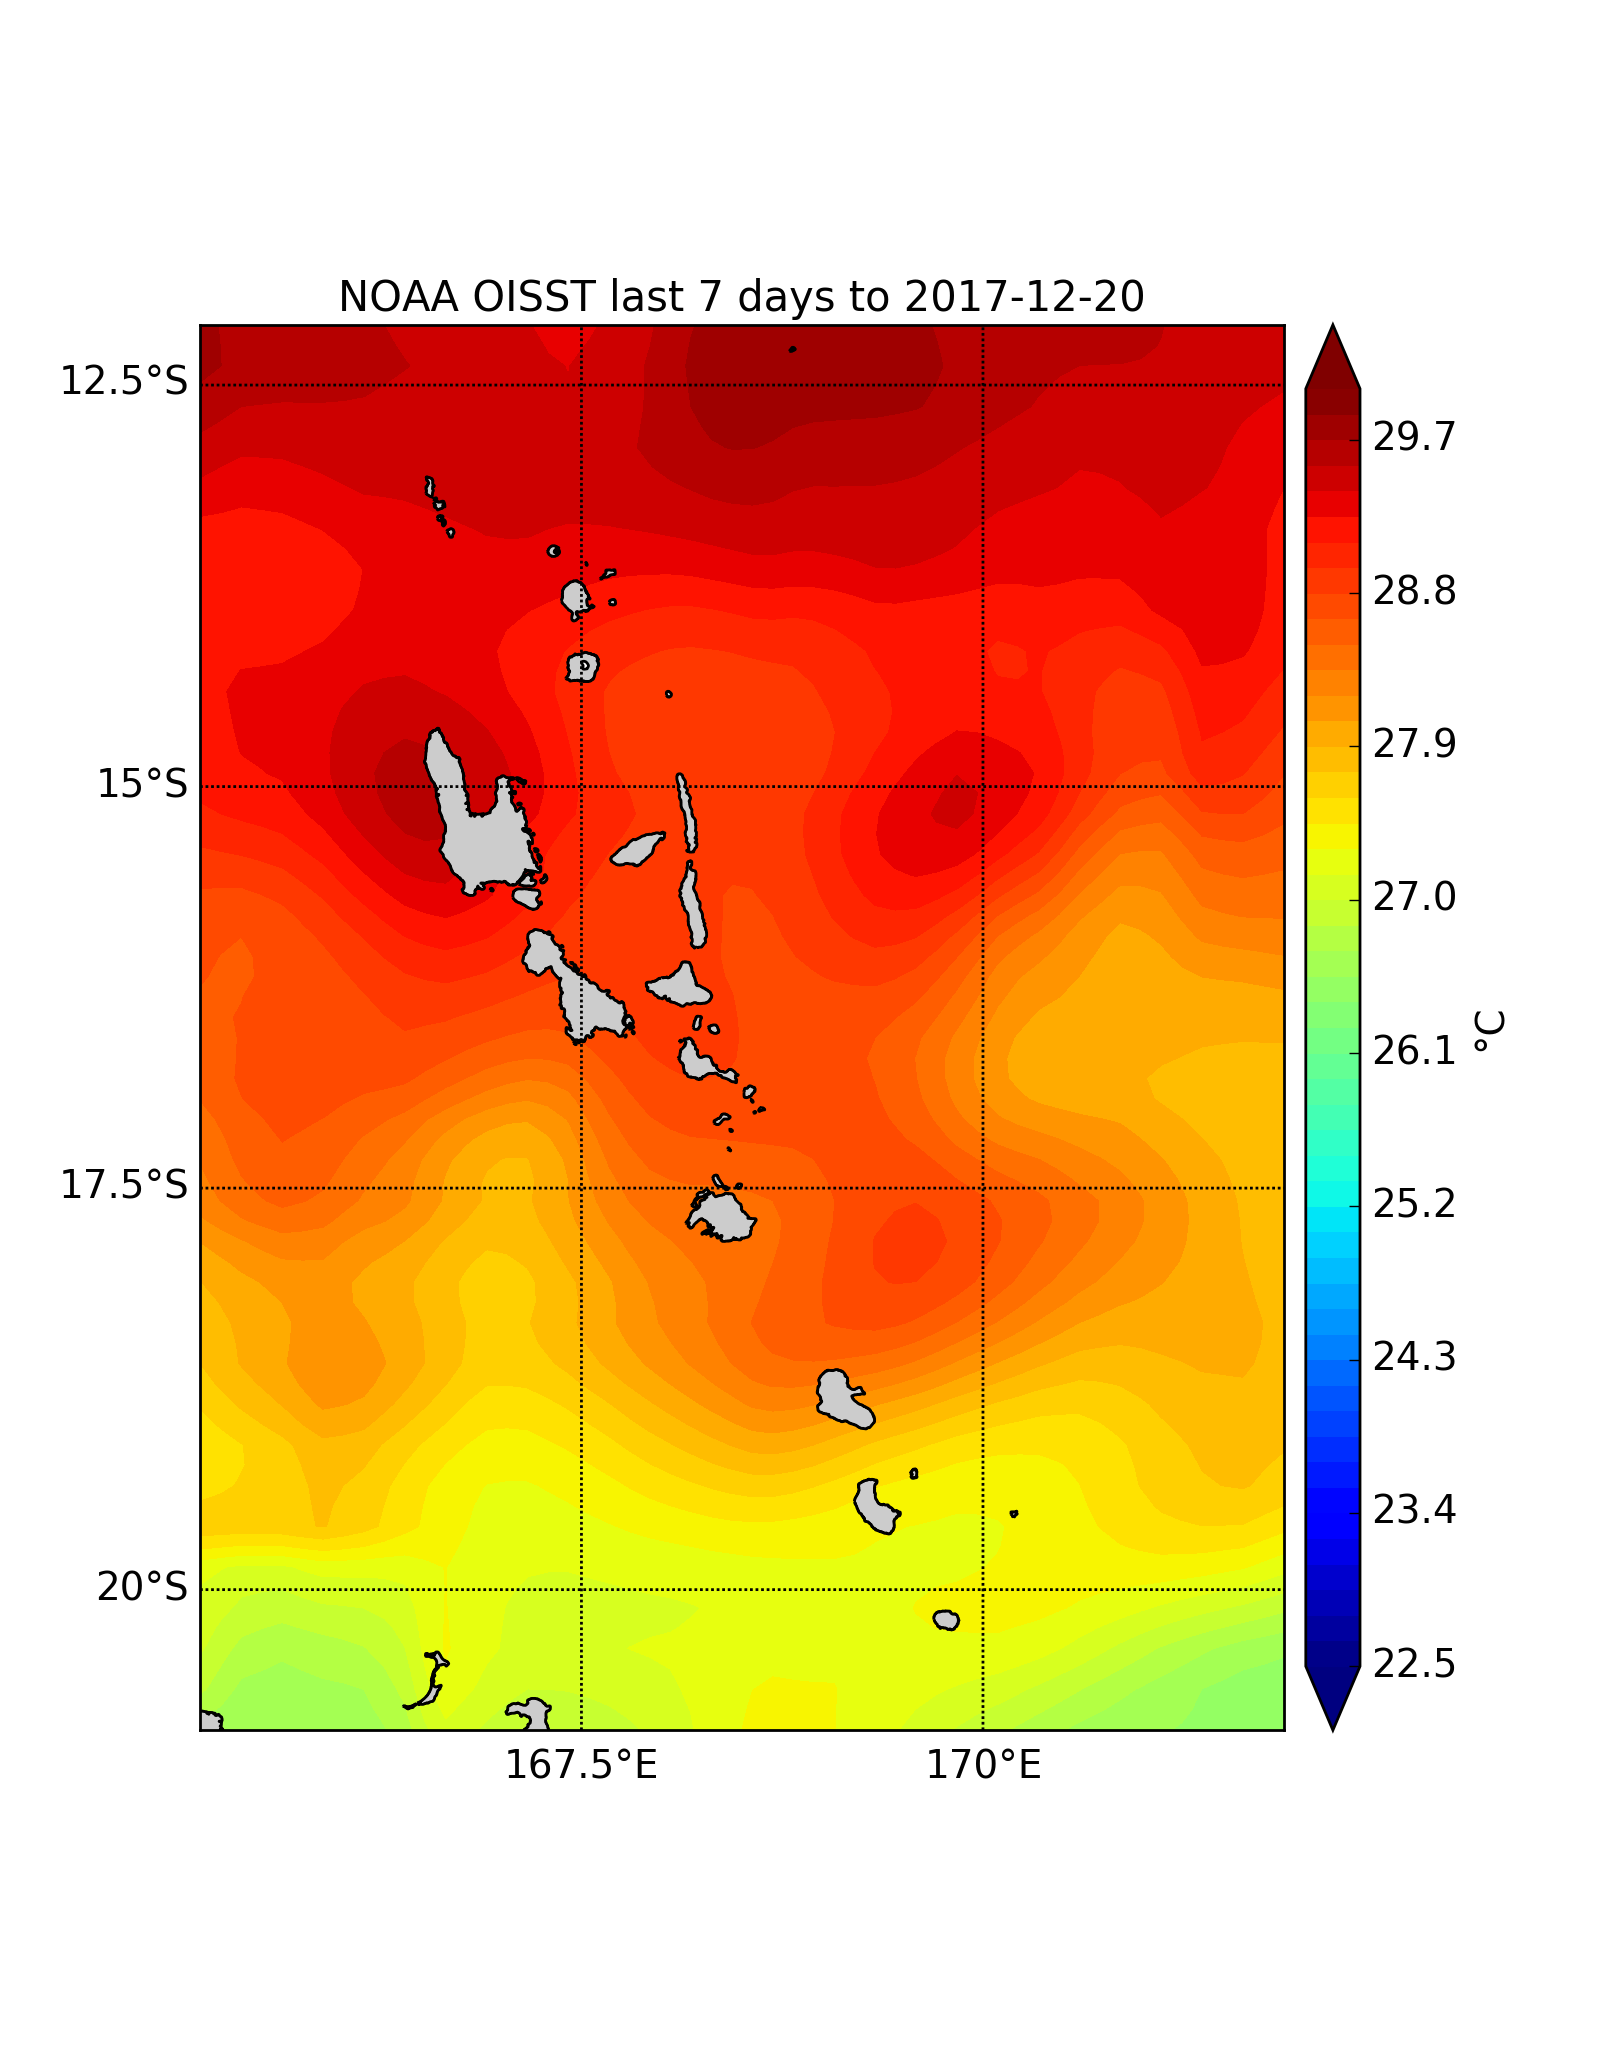 NOAA OISST last 7 days to 2017-12-20
12.5°S
15°S
17.5°S
20°S
167.5°E
170°E
29.7
28.8
27.9
27.0
26.1
25.2
24.3
23.4
22.5
°C